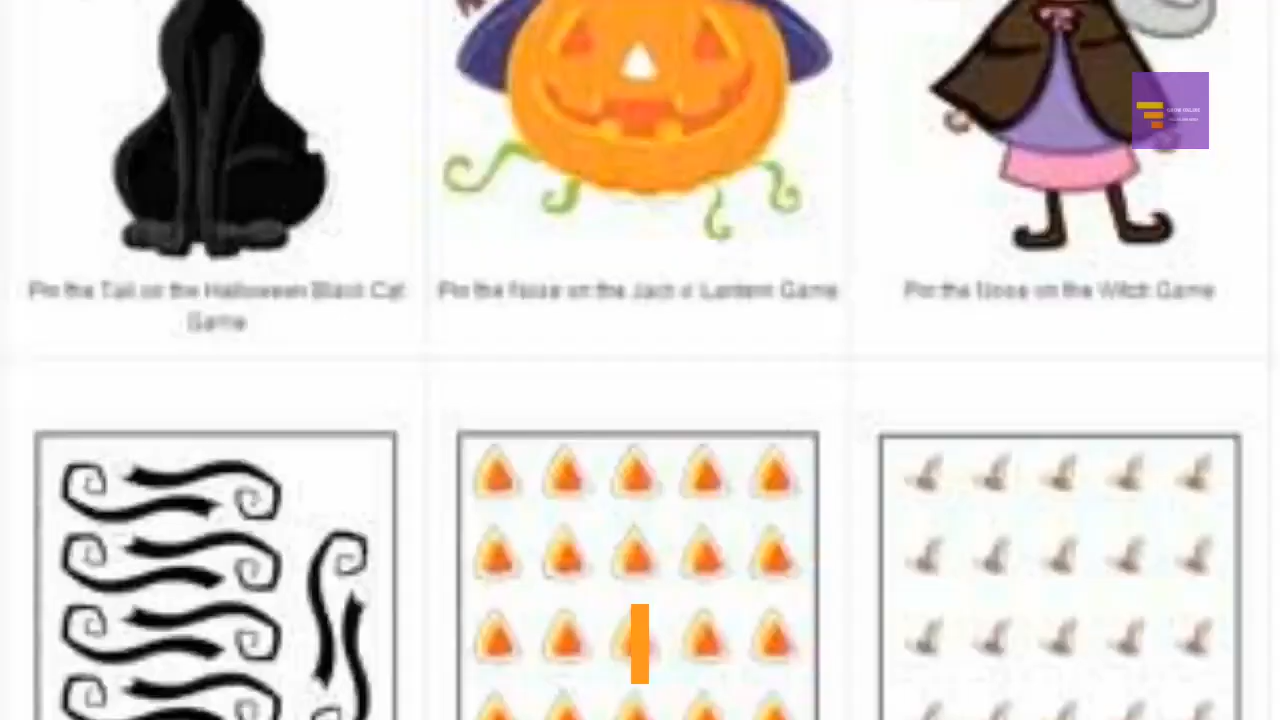 Pin the Tail on the Halloween Black Cat
Game
Pin the Nose on the Jack o' Lantern Game
Pin the Nose on the Witch Game